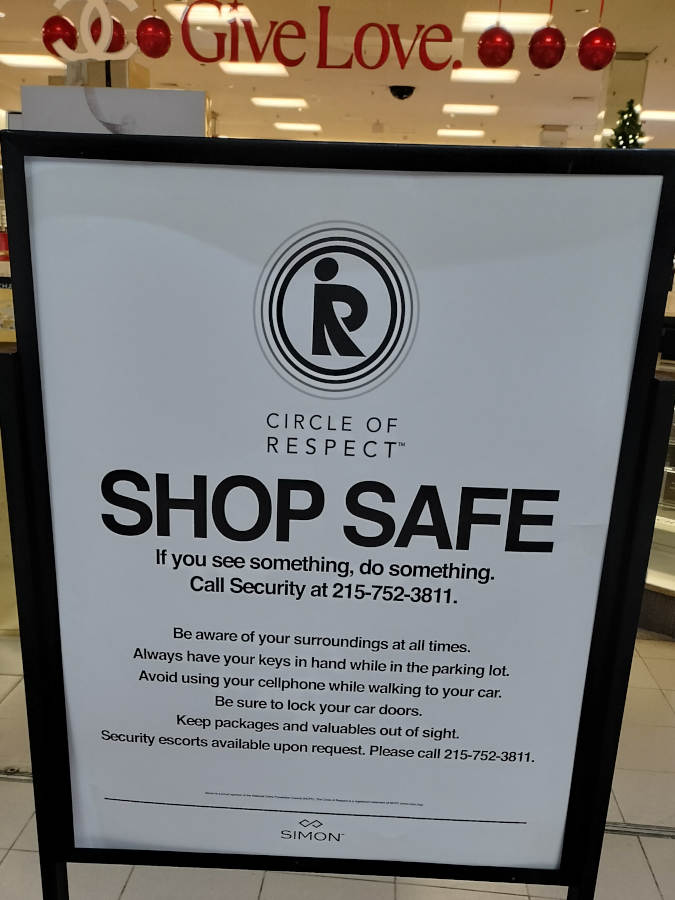 Give Love.
R
CIRCLE OF
RESPECT™
SHOP SAFE
If you see something, do something.
Call Security at 215-752-3811.
Be aware of your surroundings at all times.
Always have your keys in hand while in the parking lot.
Avoid using your cellphone while walking to your car.
Be sure to lock your car doors.
Keep packages and valuables out of sight.
Security escorts available upon request. Please call 215-752-3811.
SIMON